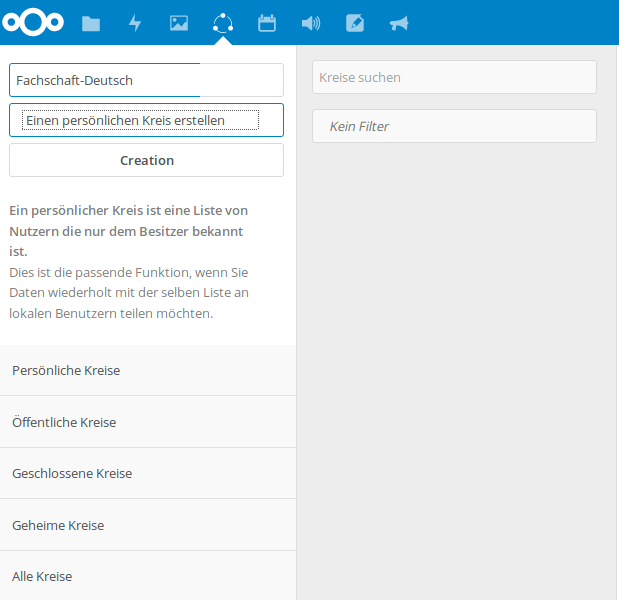 Fachschaft-Deutsch
Einen persönlichen Kreis erstellen
Creation
Ein persönlicher Kreis ist eine Liste von
Nutzern die nur dem Besitzer bekannt
ist.
Dies ist die passende Funktion, wenn Sie
Daten wiederholt mit der selben Liste an
lokalen Benutzern teilen möchten.
Persönliche Kreise
Öffentliche Kreise
Geschlossene Kreise
Geheime Kreise
Alle Kreise
Kreise suchen
Kein Filter